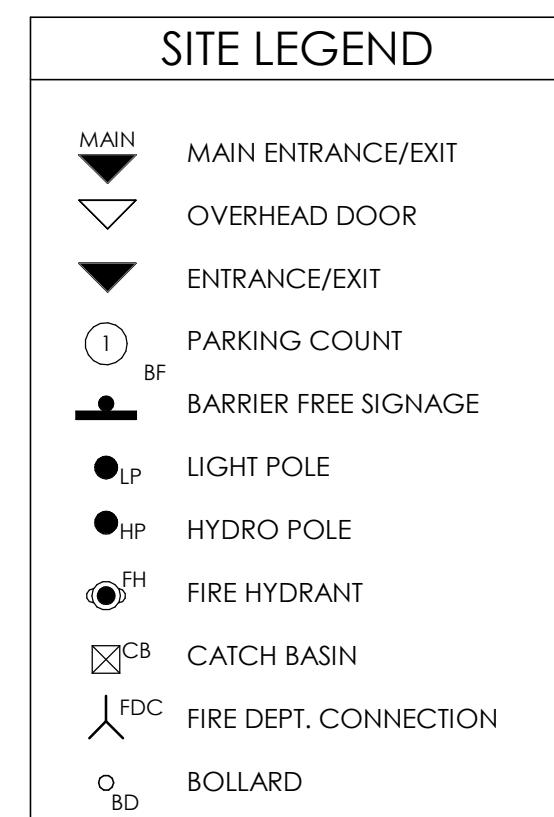 SITE LEGEND
MAIN MAIN ENTRANCE/EXIT
OVERHEAD DOOR
ENTRANCE/EXIT
1 PARKING COUNT
BF BARRIER FREE SIGNAGE
LP LIGHT POLE
HP HYDRO POLE
FH FIRE HYDRANT
CB CATCH BASIN
FDC FIRE DEPT. CONNECTION
BD BOLLARD